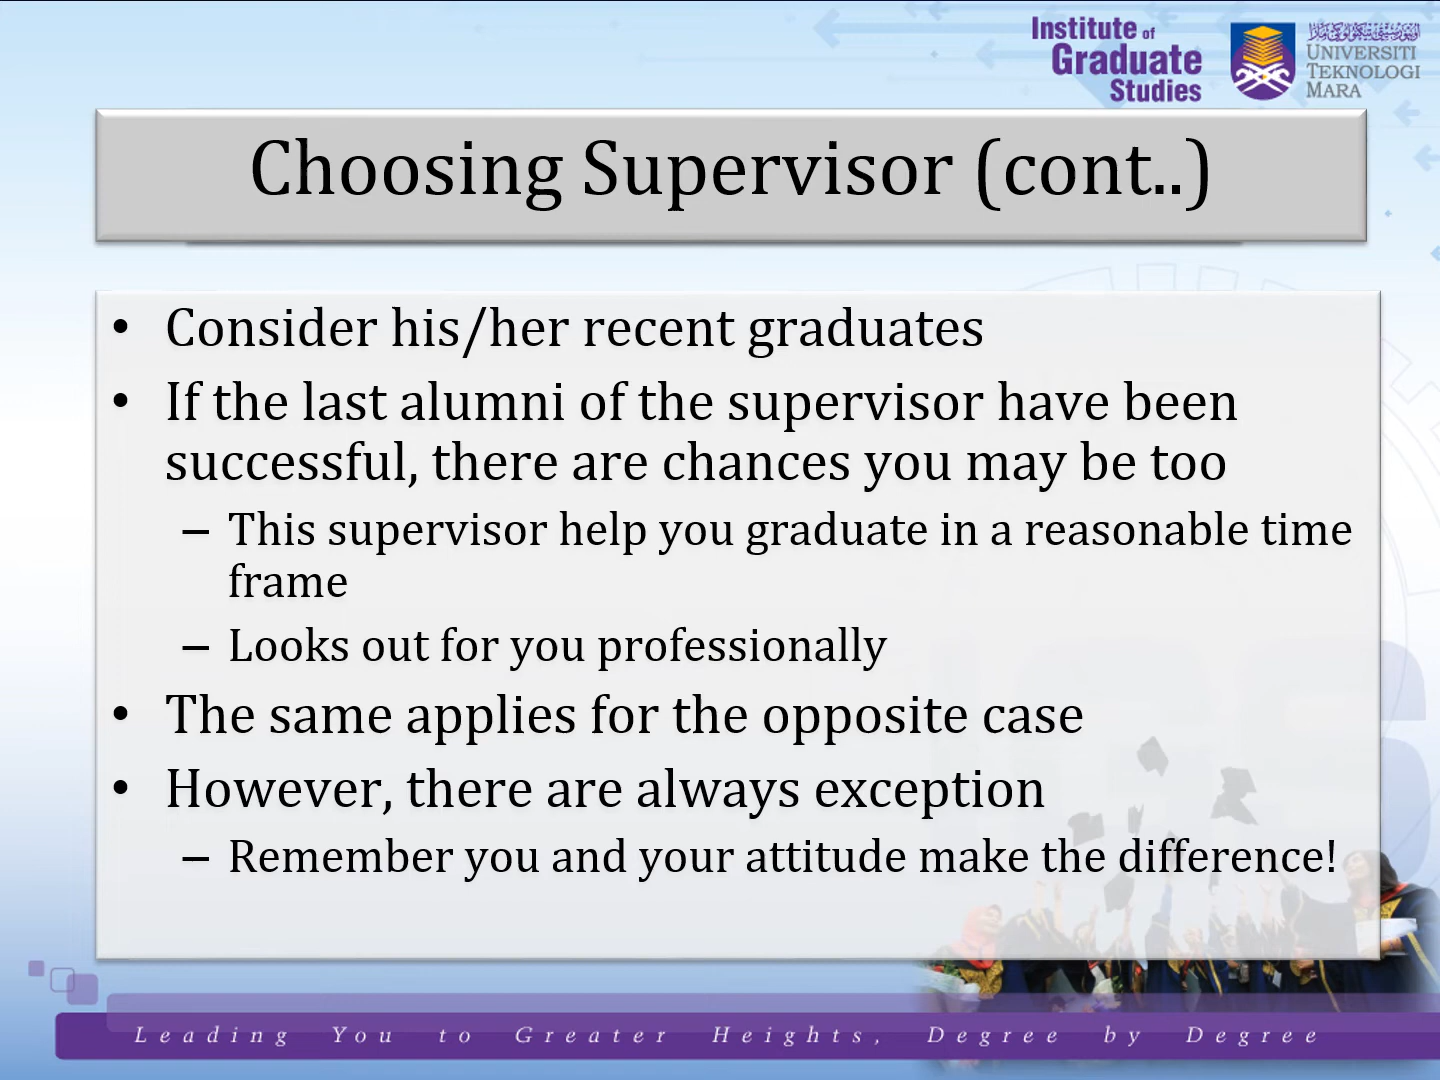 Institute of
Graduate
Studies
UNIVERSITI
TEKNOLOGI
MARA
Choosing Supervisor (cont..)
• Consider his/her recent graduates
• If the last alumni of the supervisor have been
successful, there are chances you may be too
– This supervisor help you graduate in a reasonable time
frame
– Looks out for you professionally
• The same applies for the opposite case
• However, there are always exception
– Remember you and your attitude make the difference!
Leading You to Greater Heights, Degree by Degree